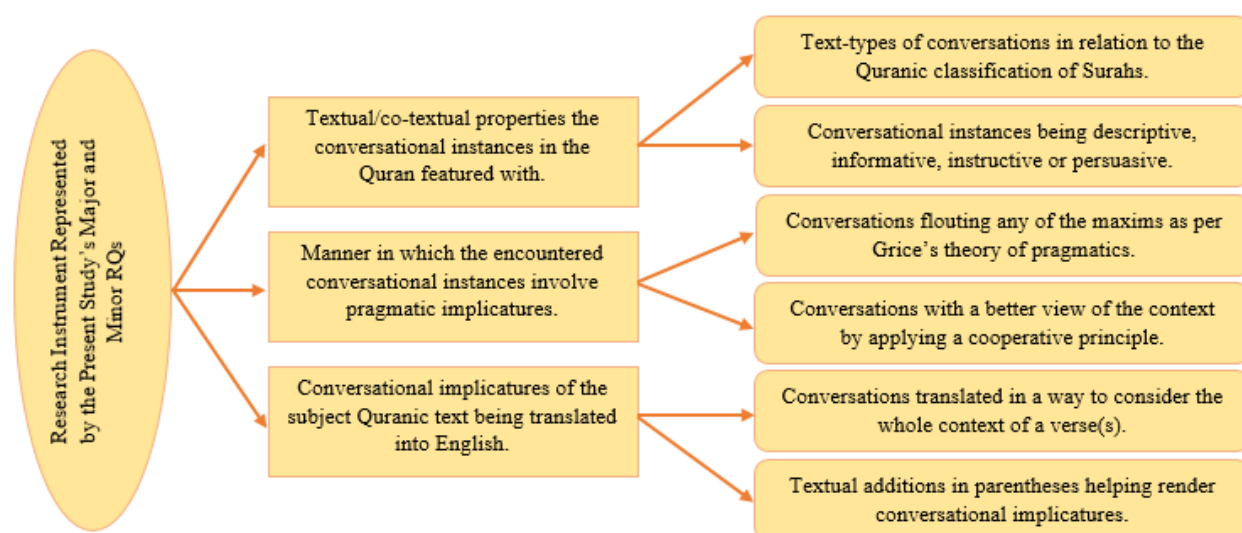 Research Instrument Represented
by the Present Study's Major and
Minor RQs
Textual/co-textual properties the
conversational instances in the
Quran featured with.
Text-types of conversations in relation to the
Quranic classification of Surahs.
Conversational instances being descriptive,
informative, instructive or persuasive.
Manner in which the encountered
conversational instances involve
pragmatic implicatures.
Conversations flouting any of the maxims as per
Grice's theory of pragmatics.
Conversations with a better view of the context
by applying a cooperative principle.
Conversational implicatures of the
subject Quranic text being translated
into English.
Conversations translated in a way to consider the
whole context of a verse(s).
Textual additions in parentheses helping render
conversational implicatures.